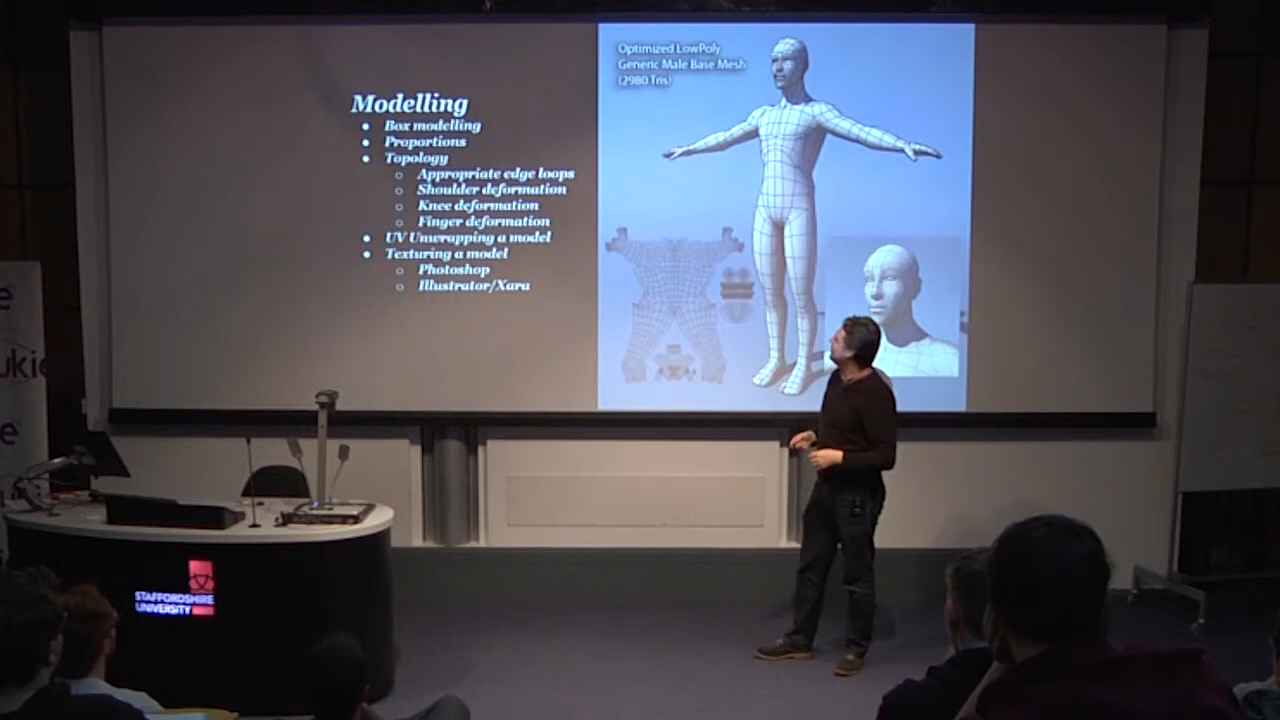 Modelling
Box modelling
Proportions
Topology
Appropriate edge loops
Shoulder deformation
Knee deformation
Finger deformation
UV Unwrapping a model
Texturing a model
Photoshop
Illustrator/Xara
Optimized LowPoly
Generic Male Base Mesh
(2980 Tris)
ukie
STAFFORDSHIRE
UNIVERSITY